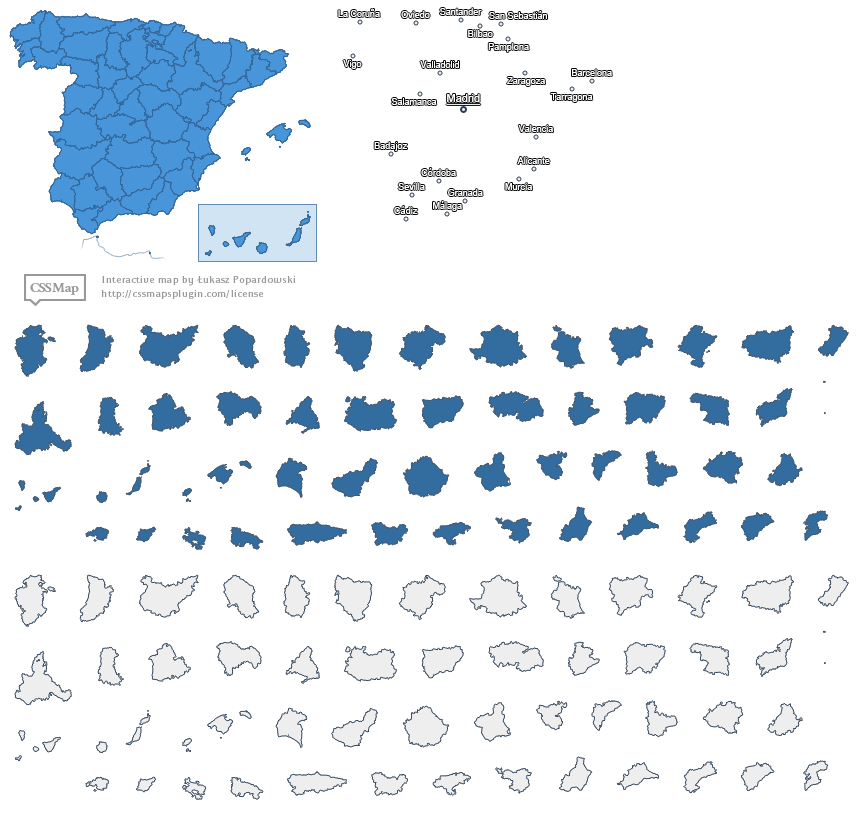 La Coruña
Oviedo
Santander
San Sebastián
Bilbao
Pamplona
Vigo
Valladolid
Zaragoza
Barcelona
Salamanca
Madrid
Tarragona
Valencia
Badajoz
Alicante
Córdoba
Sevilla
Granada
Murcia
Cádiz
Málaga
CSSMap
Interactive map by Łukasz Popardowski
http://cssmapsplugin.com/license